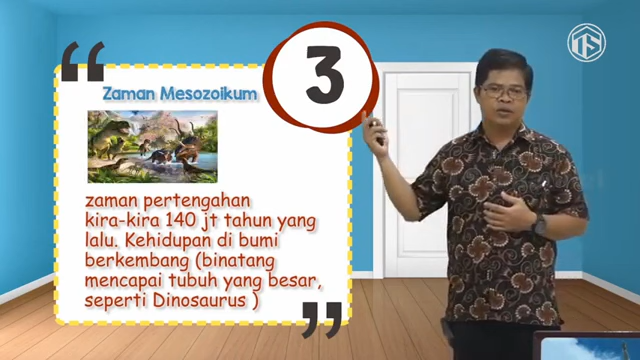 3
Zaman Mesozoikum
zaman pertengahan
kira-kira 140 jt tahun yang
lalu. Kehidupan di bumi
berkembang (binatang
mencapai tubuh yang besar,
seperti Dinosaurus )